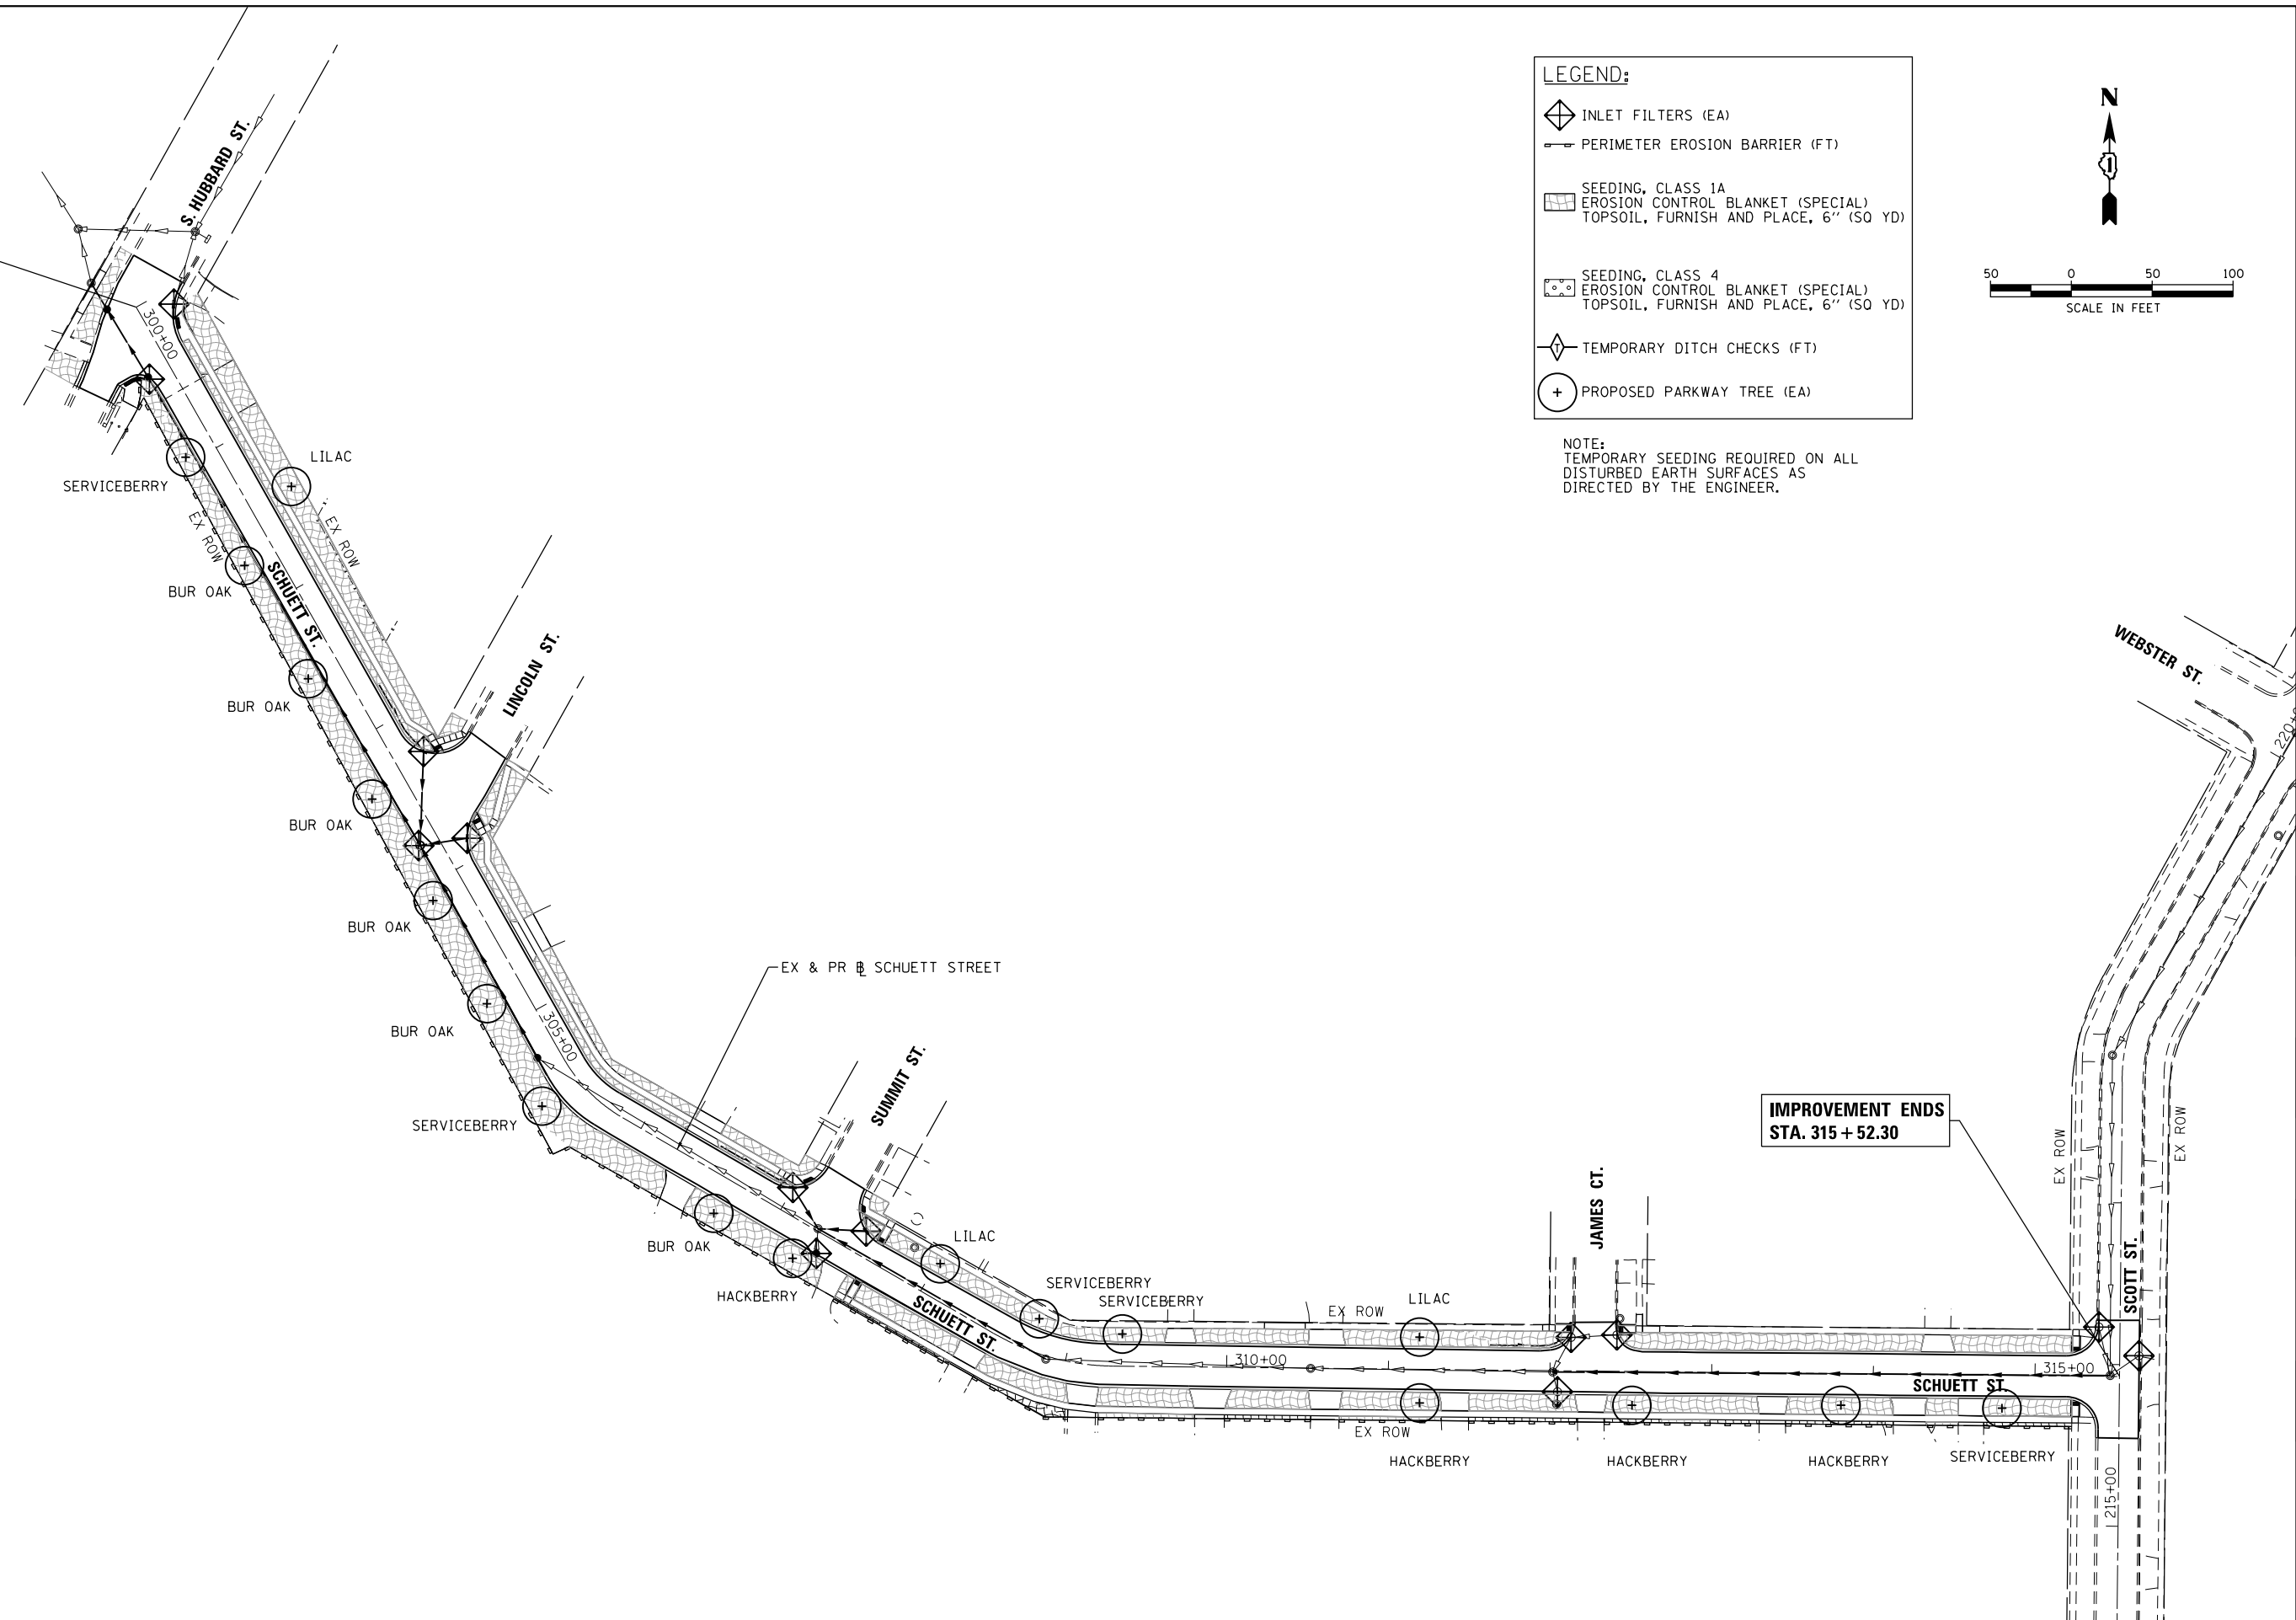 LEGEND:
INLET FILTERS (EA)
PERIMETER EROSION BARRIER (FT)
SEEDING, CLASS 1A
EROSION CONTROL BLANKET (SPECIAL)
TOPSOIL, FURNISH AND PLACE, 6" (SQ YD)
SEEDING, CLASS 4
EROSION CONTROL BLANKET (SPECIAL)
TOPSOIL, FURNISH AND PLACE, 6" (SQ YD)
T
TEMPORARY DITCH CHECKS (FT)
PROPOSED PARKWAY TREE (EA)
NOTE:
TEMPORARY SEEDING REQUIRED ON ALL
DISTURBED EARTH SURFACES AS
DIRECTED BY THE ENGINEER.
N
1
50 0 50 100
SCALE IN FEET
S. HUBBARD ST.
300+00
LILAC
SERVICEBERRY
EX ROW
EX ROW
BUR OAK
SCHUETT ST.
LINCOLN ST.
BUR OAK
WEBSTER ST.
220+0
BUR OAK
BUR OAK
EX & PR BL SCHUETT STREET
BUR OAK
305+00
SERVICEBERRY
SUMMIT ST.
IMPROVEMENT ENDS
STA. 315+52.30
EX ROW
EX ROW
BUR OAK
LILAC
JAMES CT.
SCOTT ST.
HACKBERRY
SERVICEBERRY
SERVICEBERRY
SCHUETT ST.
EX ROW
LILAC
310+00
315+00
SCHUETT ST.
EX ROW
HACKBERRY
HACKBERRY
HACKBERRY
SERVICEBERRY
215+00